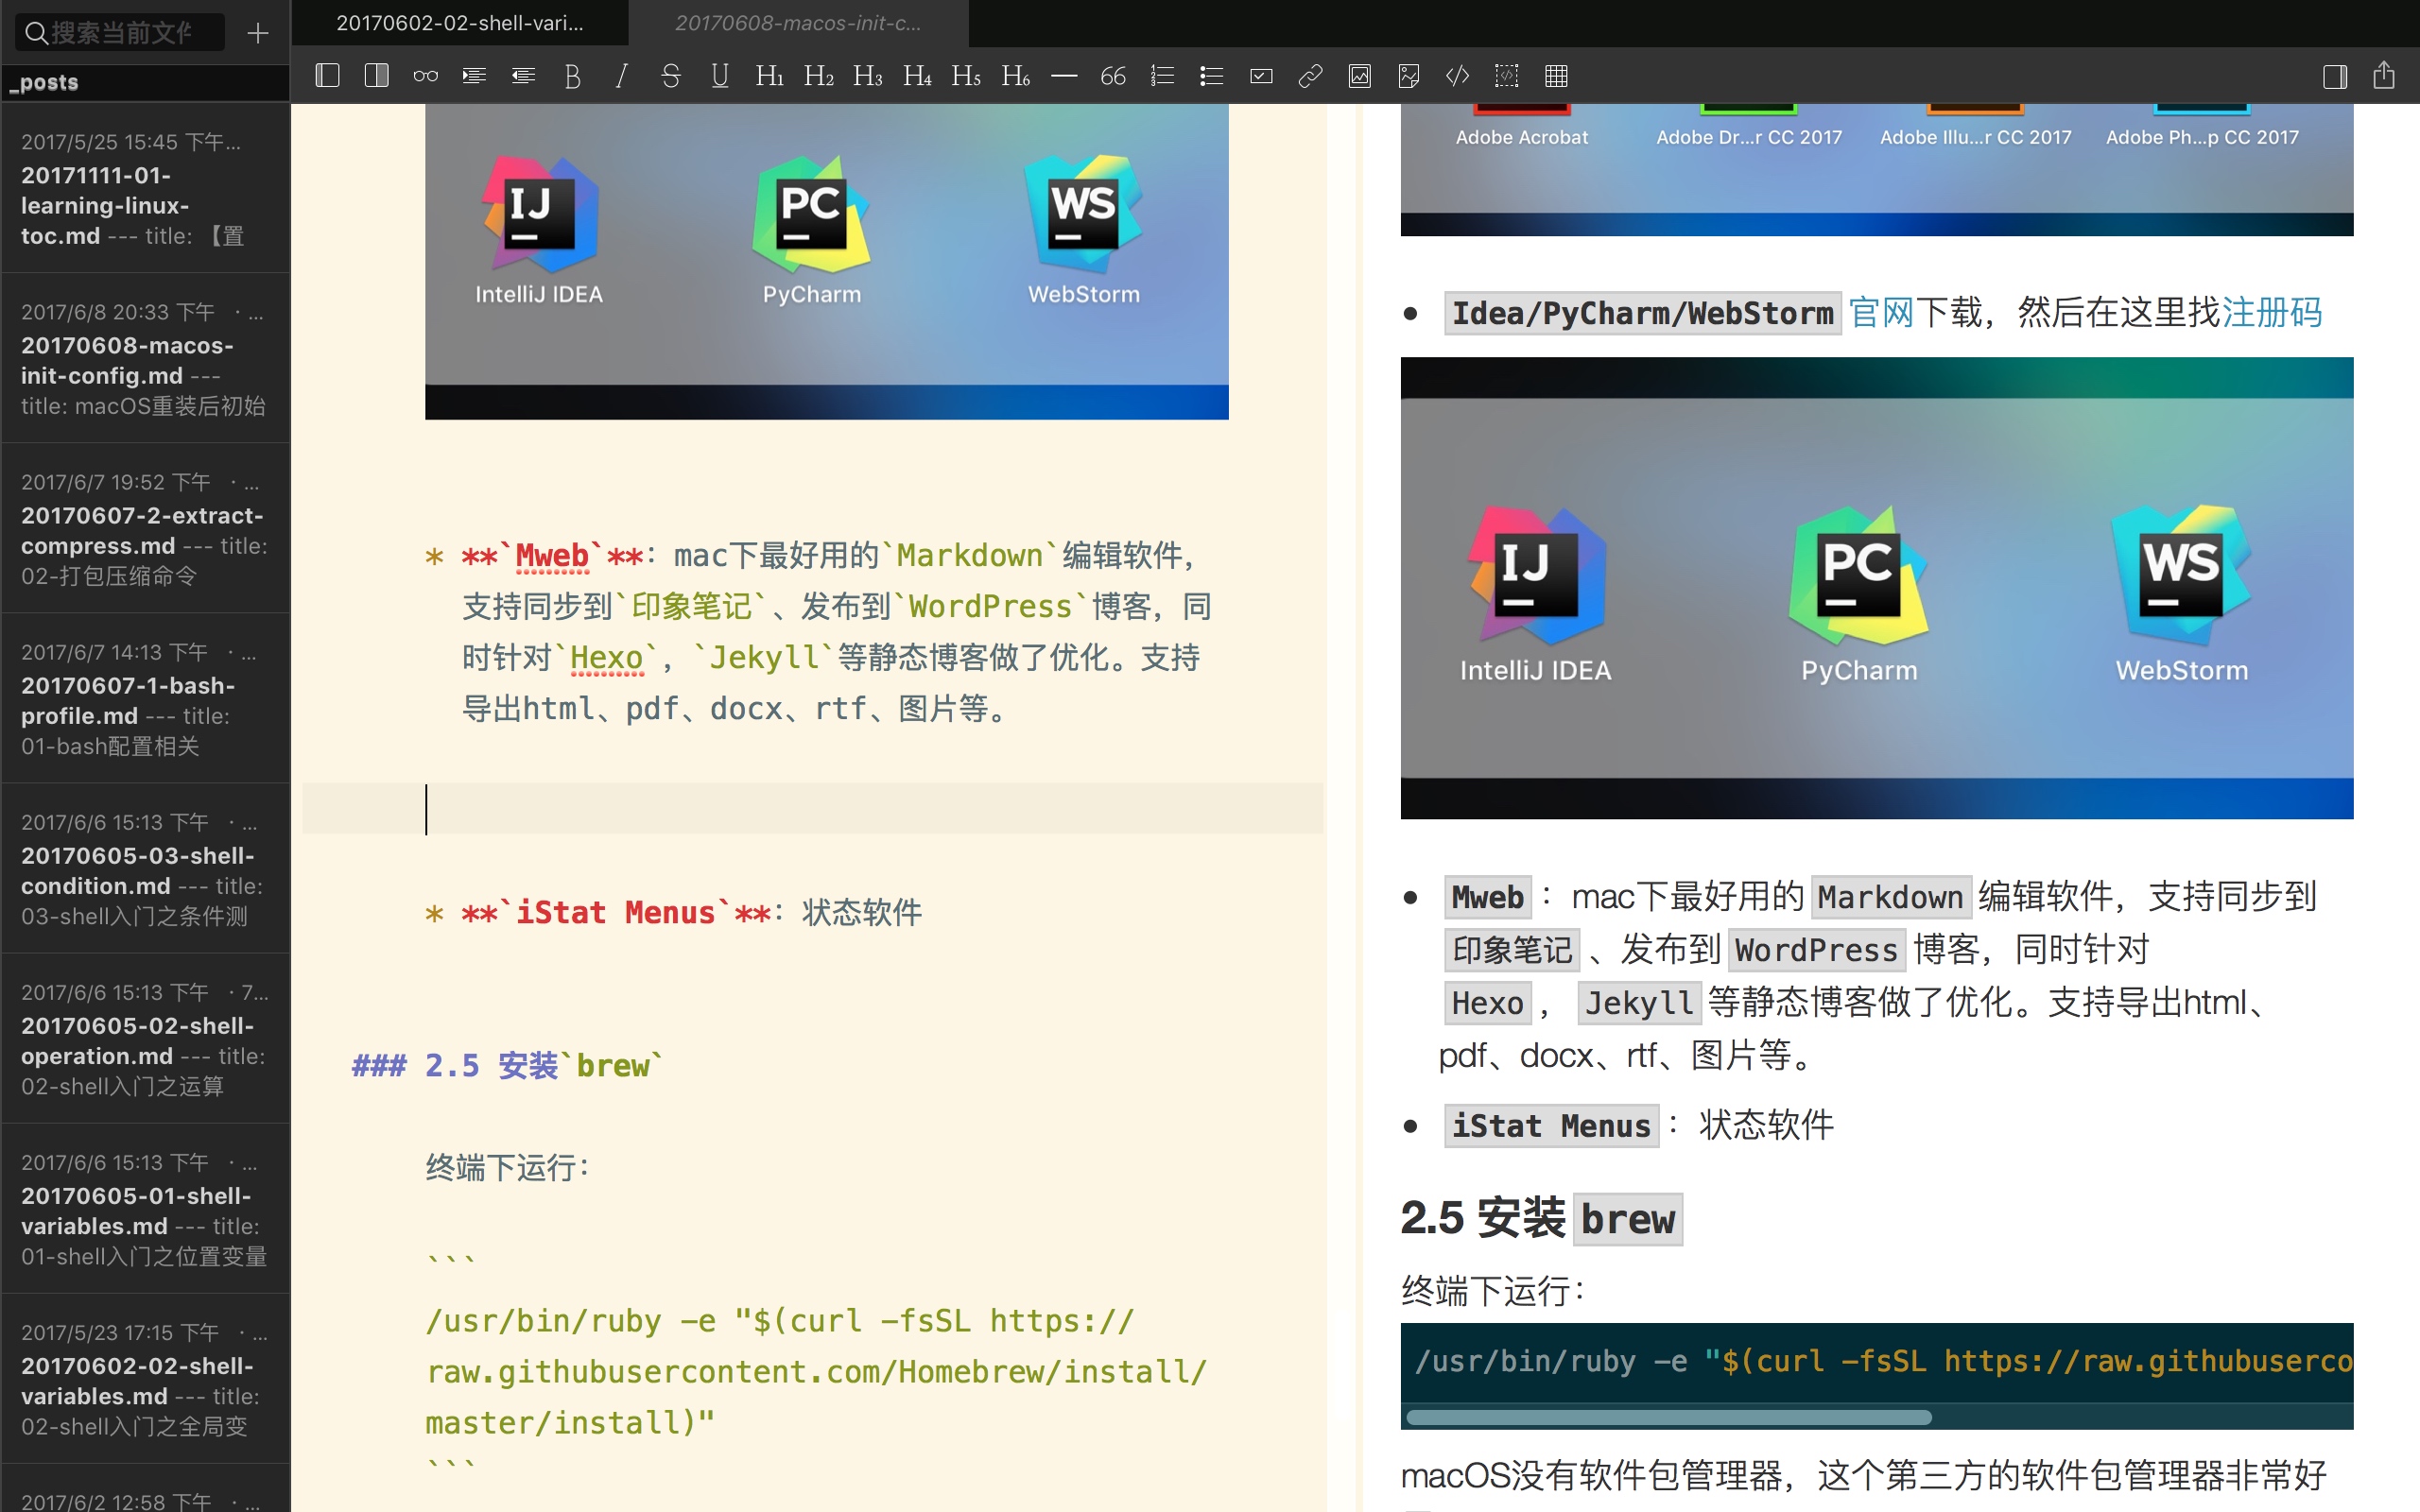 搜索当前文件
_posts
2017/5/25 15:45 下午...
20171111-01-
learning-linux-
toc.md --- title: 【置
2017/6/8 20:33 下午 · ...
20170608-macos-
init-config.md ---
title: macOS重装后初始
2017/6/7 19:52 下午 · ...
20170607-2-extract-
compress.md --- title:
02-打包压缩命令
2017/6/7 14:13 下午 · ...
20170607-1-bash-
profile.md --- title:
01-bash配置相关
2017/6/6 15:13 下午 · ...
20170605-03-shell-
condition.md --- title:
03-shell入门之条件测
2017/6/6 15:13 下午 · 7...
20170605-02-shell-
operation.md --- title:
02-shell入门之运算
2017/6/6 15:13 下午 · ...
20170605-01-shell-
variables.md --- title:
01-shell入门之位置变量
2017/5/23 17:15 下午 · ...
20170602-02-shell-
variables.md --- title:
02-shell入门之全局变
2017/6/2 12:58 下午 · ...
20170602-02-shell-vari...
20170608-macos-init-c...
B I S U H1 H2 H3 H4 H5 H6 — 66
IJ PC WS
IntelliJ IDEA PyCharm WebStorm
* **`Mweb`**：mac下最好用的`Markdown`编辑软件，
支持同步到`印象笔记`、发布到`WordPress`博客，同
时针对`Hexo`，`Jekyll`等静态博客做了优化。支持
导出html、pdf、docx、rtf、图片等。
* **`iStat Menus`**：状态软件
### 2.5 安装`brew`
终端下运行：
```
/usr/bin/ruby -e "$(curl -fsSL https://
raw.githubusercontent.com/Homebrew/install/
master/install)"
```
Adobe Acrobat Adobe Dr...r CC 2017 Adobe Illu...r CC 2017 Adobe Ph...p CC 2017
• Idea/PyCharm/WebStorm 官网下载，然后在这里找注册码
IJ PC WS
IntelliJ IDEA PyCharm WebStorm
• Mweb ：mac下最好用的 Markdown 编辑软件，支持同步到
印象笔记 、发布到 WordPress 博客，同时针对
Hexo ， Jekyll 等静态博客做了优化。支持导出html、
pdf、docx、rtf、图片等。
• iStat Menus ：状态软件
2.5 安装 brew
终端下运行：
/usr/bin/ruby -e "$(curl -fsSL https://raw.githubuserco
macOS没有软件包管理器，这个第三方的软件包管理器非常好